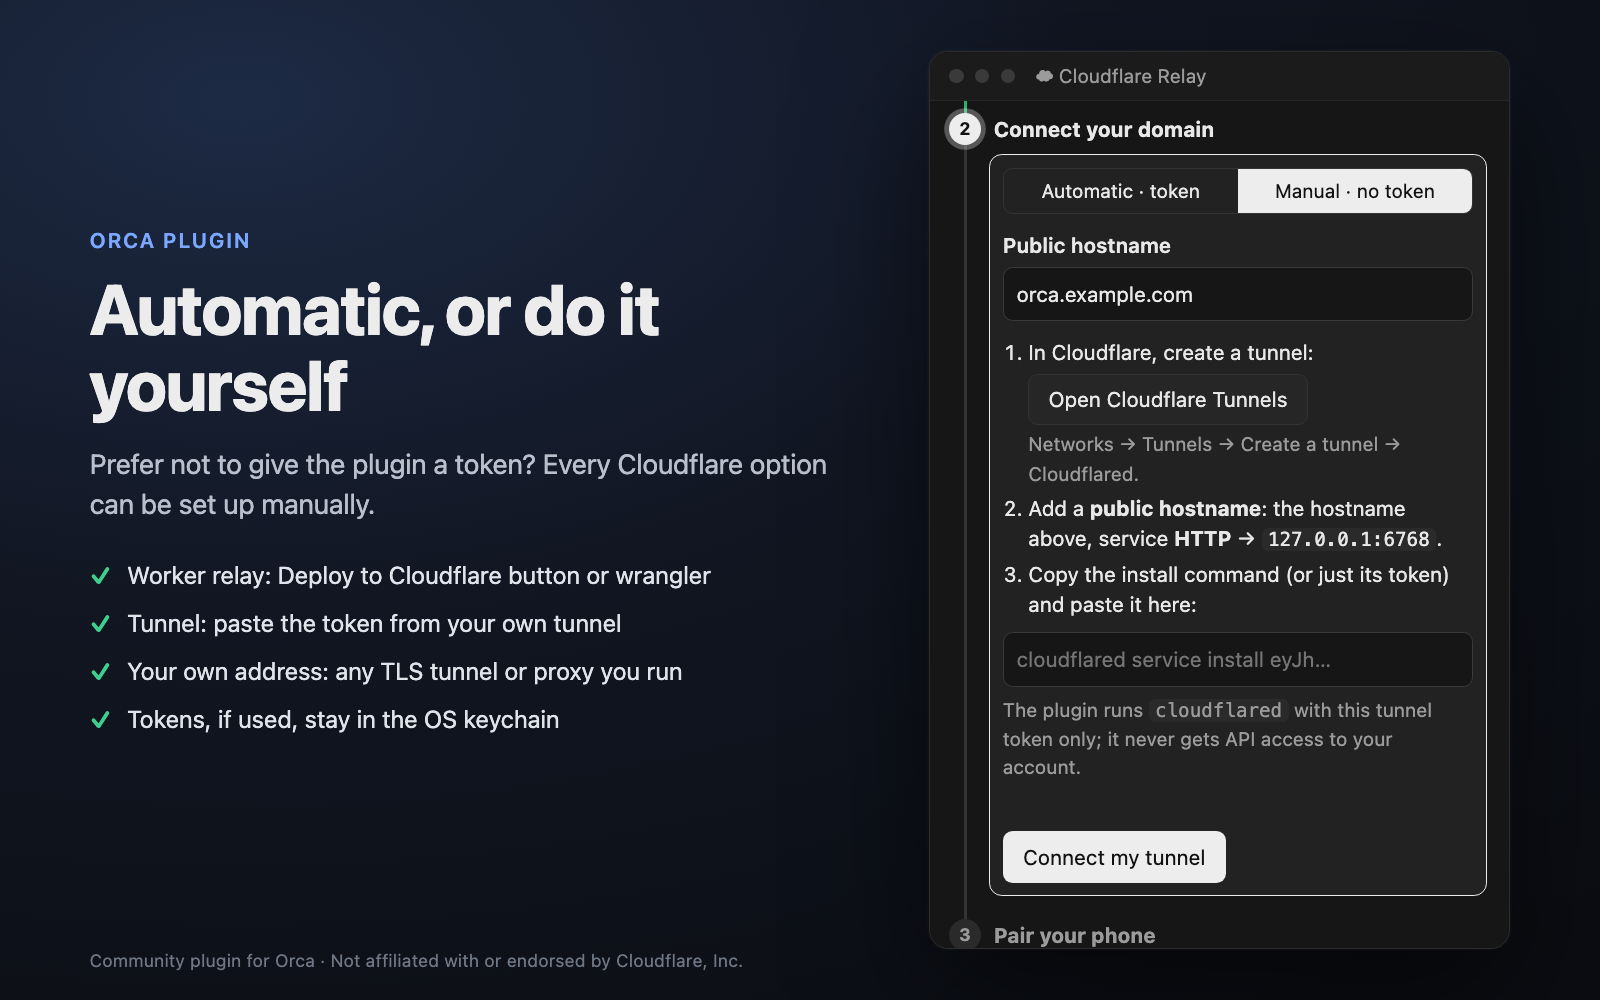 ORCA PLUGIN
Automatic, or do it
yourself
Prefer not to give the plugin a token? Every Cloudflare option
can be set up manually.
Worker relay: Deploy to Cloudflare button or wrangler
Tunnel: paste the token from your own tunnel
Your own address: any TLS tunnel or proxy you run
Tokens, if used, stay in the OS keychain
Community plugin for Orca · Not affiliated with or endorsed by Cloudflare, Inc.
Cloudflare Relay
2 Connect your domain
Automatic · token Manual · no token
Public hostname
orca.example.com
1. In Cloudflare, create a tunnel:
Open Cloudflare Tunnels
Networks → Tunnels → Create a tunnel →
Cloudflared.
2. Add a public hostname: the hostname
above, service HTTP → 127.0.0.1:6768 .
3. Copy the install command (or just its token)
and paste it here:
cloudflared service install eyJh...
The plugin runs cloudflared with this tunnel
token only; it never gets API access to your
account.
Connect my tunnel
3 Pair your phone